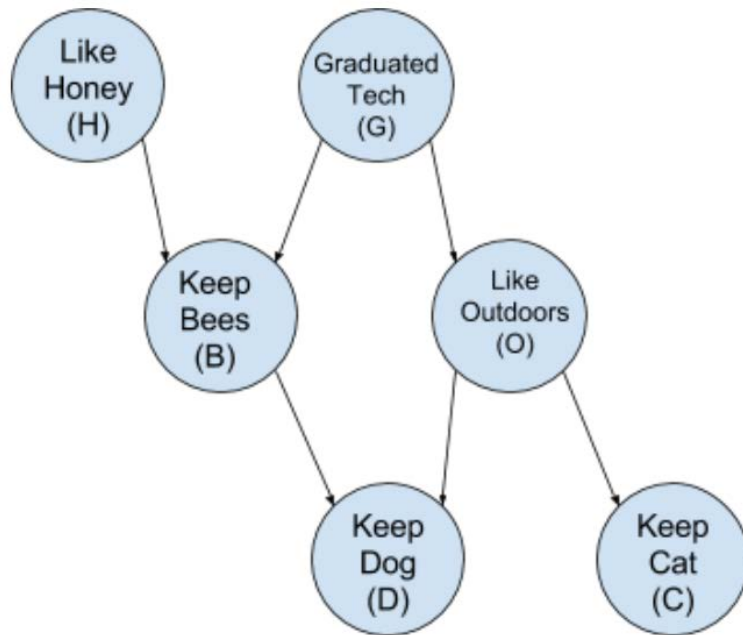 Like
Honey
(H)
Graduated
Tech
(G)
Keep
Bees
(B)
Like
Outdoors
(O)
Keep
Dog
(D)
Keep
Cat
(C)